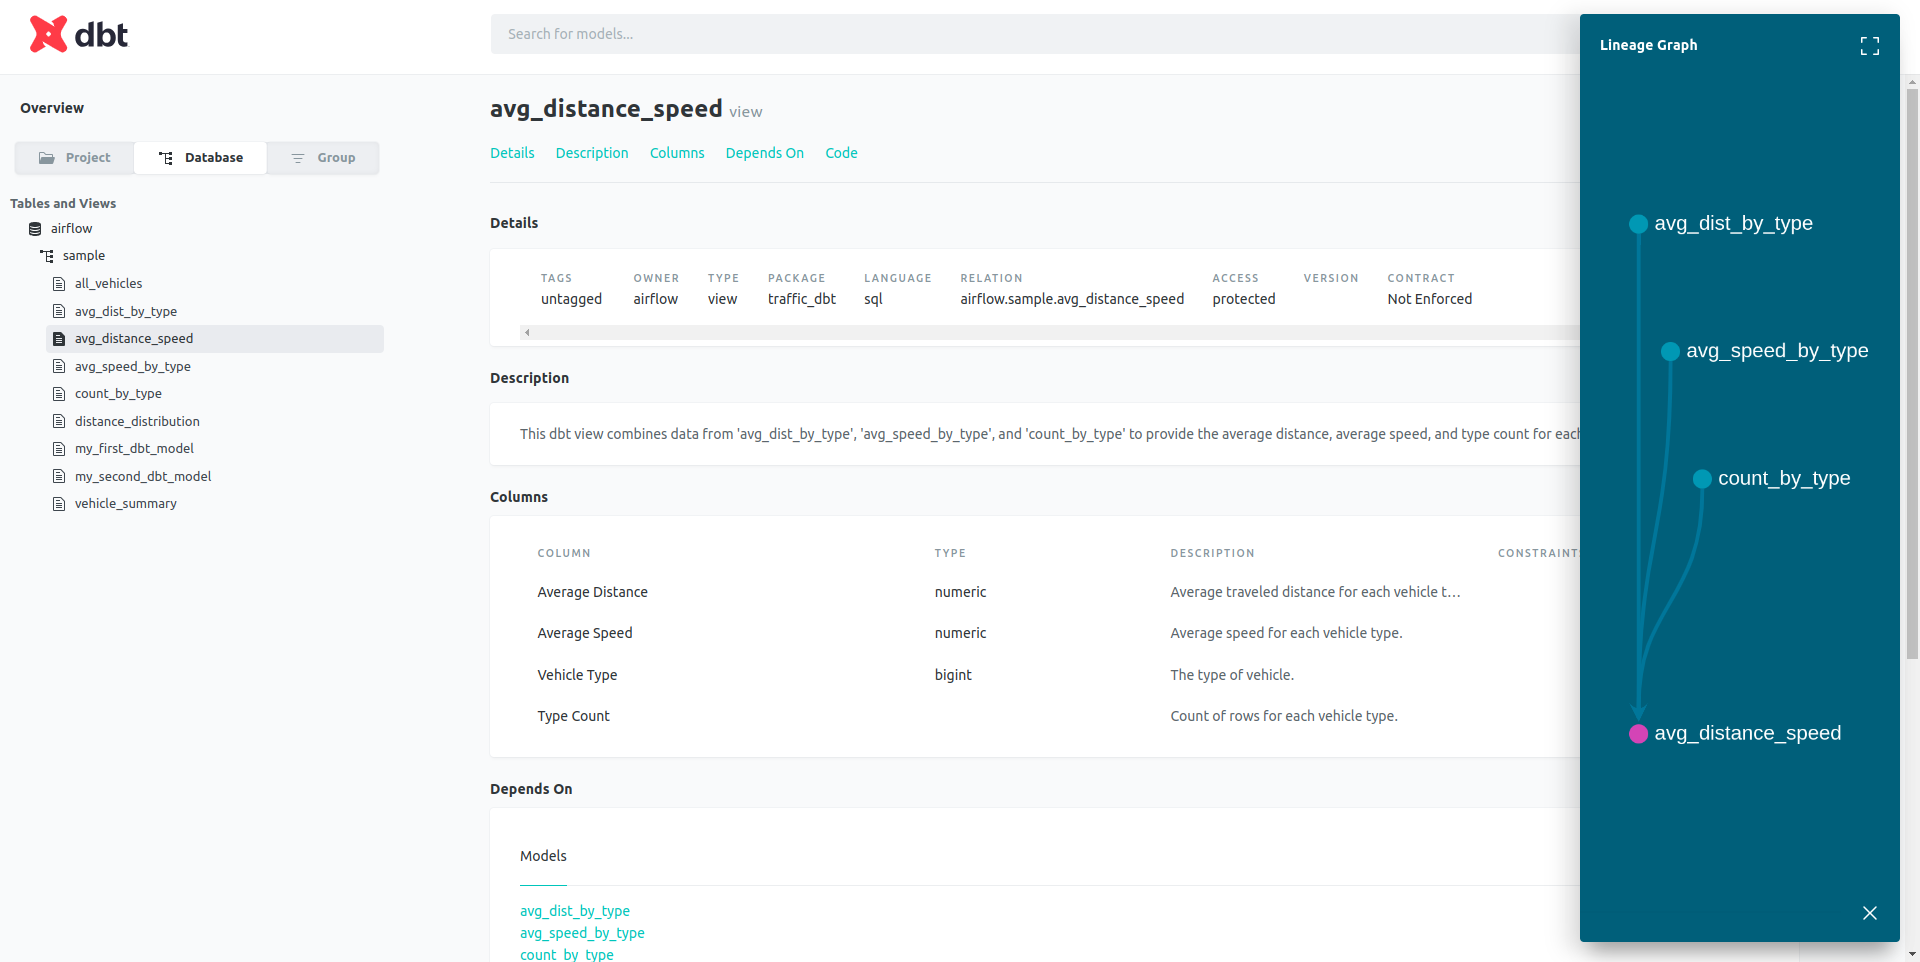 dbt
Search for models...
Overview
Project
Database
Group
Tables and Views
airflow
sample
all_vehicles
avg_dist_by_type
avg_distance_speed
avg_speed_by_type
count_by_type
distance_distribution
my_first_dbt_model
my_second_dbt_model
vehicle_summary
avg_distance_speed view
Details Description Columns Depends On Code
Details
TAGS OWNER TYPE PACKAGE LANGUAGE RELATION ACCESS VERSION CONTRACT
untagged airflow view traffic_dbt sql airflow.sample.avg_distance_speed protected Not Enforced
Description
This dbt view combines data from 'avg_dist_by_type', 'avg_speed_by_type', and 'count_by_type' to provide the average distance, average speed, and type count for each
Columns
COLUMN TYPE DESCRIPTION CONSTRAINTS
Average Distance numeric Average traveled distance for each vehicle t...
Average Speed numeric Average speed for each vehicle type.
Vehicle Type bigint The type of vehicle.
Type Count Count of rows for each vehicle type.
Depends On
Models
avg_dist_by_type
avg_speed_by_type
count_by_type
Lineage Graph
avg_dist_by_type
avg_speed_by_type
count_by_type
avg_distance_speed